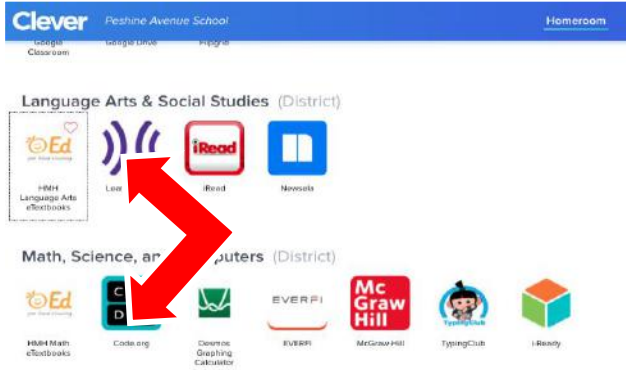 Clever Peshine Avenue School Homeroom
Google Google Drive Flipgrid
Classroom
Language Arts & Social Studies (District)
Ed iRead
HMH iRead Newsela
Language Arts
eTextbooks
Math, Science, an puters (District)
Ed C D EVERFI Mc Graw Hill TypingClub
HMH Math Code.org Desmos EVERFI McGraw-Hill TypingClub i-Ready
eTextbooks Graphing
Calculator